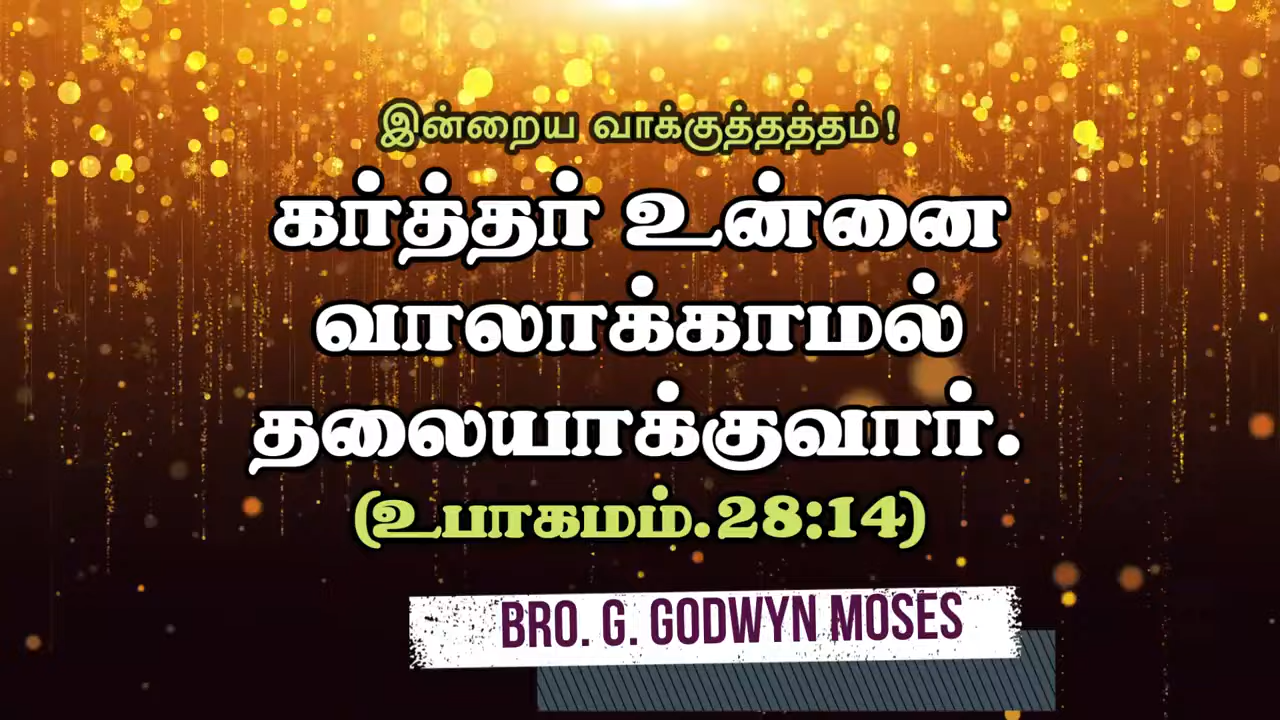 இன்றைய வாக்குத்தத்தம்!
கர்த்தர் உன்னை
வாலாக்காமல்
தலையாக்குவார்.
(உபாகமம்.28:14)
BRO. G. GODWYN MOSES